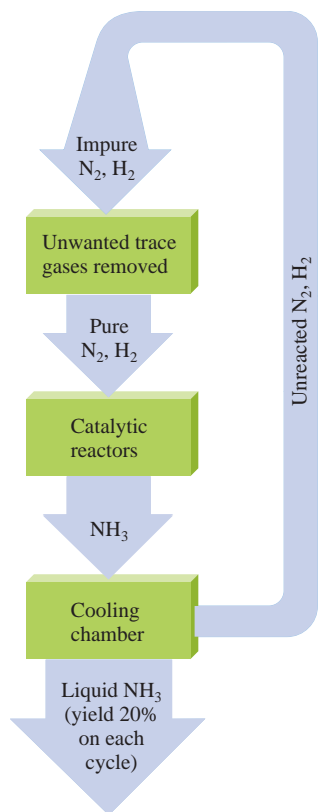 Impure
N₂, H₂
Unwanted trace
gases removed
Pure
N₂, H₂
Catalytic
reactors
NH₃
Cooling
chamber
Liquid NH₃
(yield 20%
on each
cycle)
Unreacted N₂, H₂